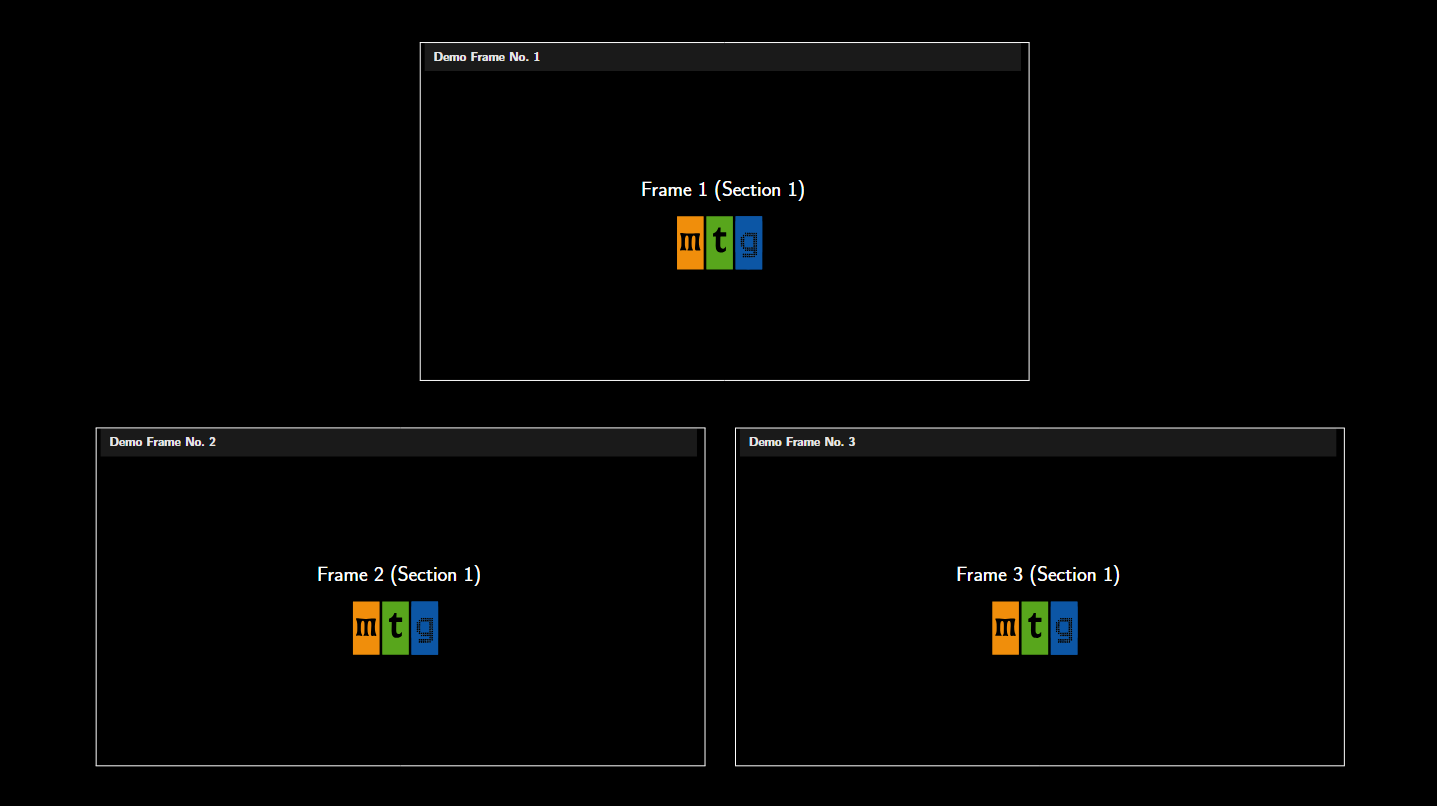 Demo Frame No. 1
Frame 1 (Section 1)
mtg
Demo Frame No. 2
Frame 2 (Section 1)
mtg
Demo Frame No. 3
Frame 3 (Section 1)
mtg